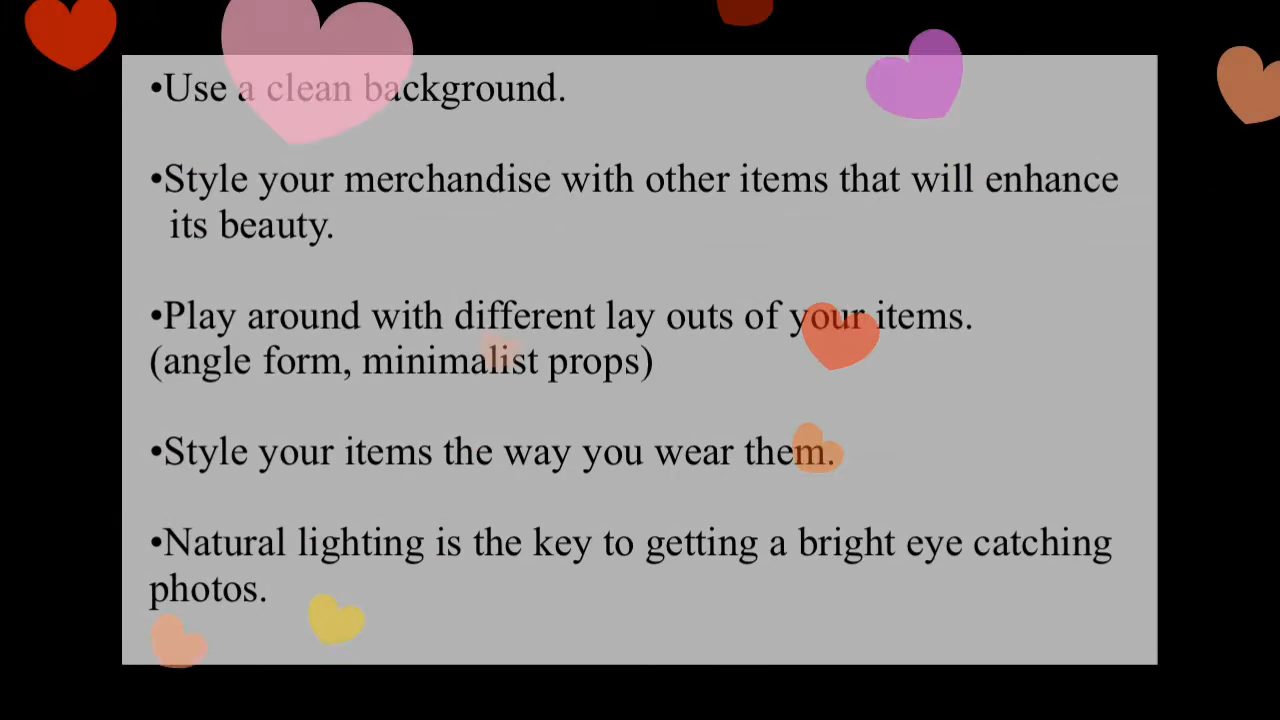 •Use a clean background.
•Style your merchandise with other items that will enhance
its beauty.
•Play around with different lay outs of your items.
(angle form, minimalist props)
•Style your items the way you wear them.
•Natural lighting is the key to getting a bright eye catching
photos.